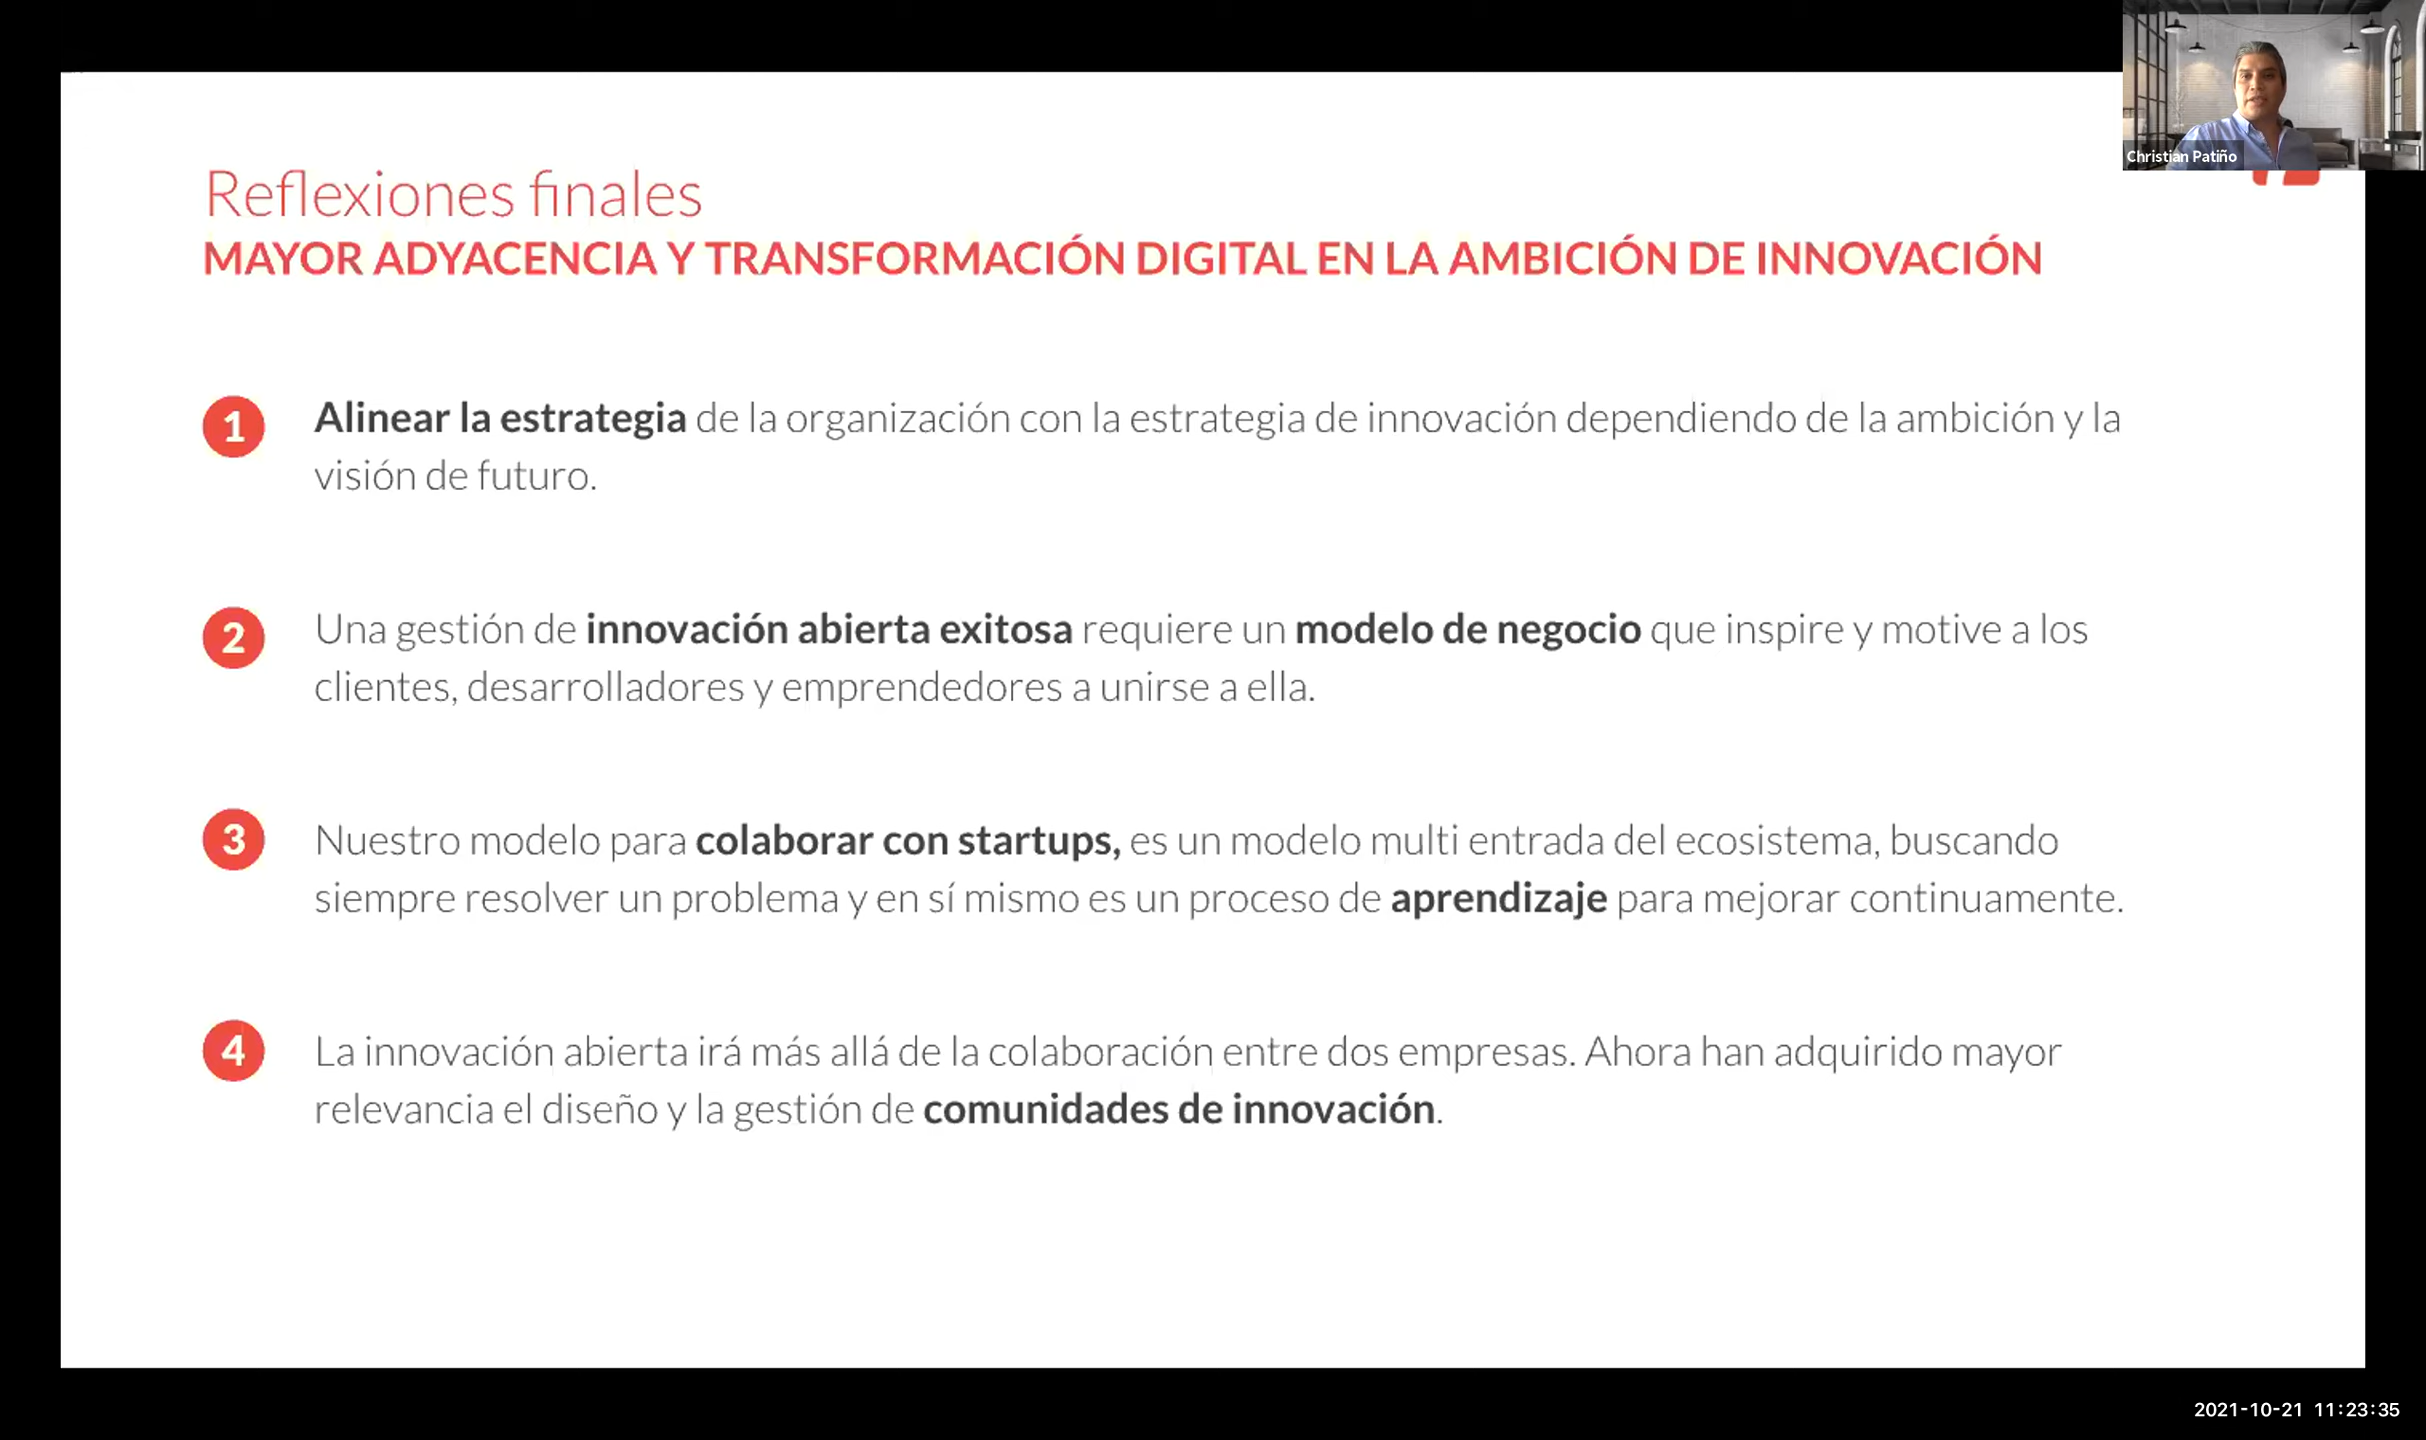 Christian Patiño
Reflexiones finales
MAYOR ADYACENCIA Y TRANSFORMACIÓN DIGITAL EN LA AMBICIÓN DE INNOVACIÓN
1
Alinear la estrategia de la organización con la estrategia de innovación dependiendo de la ambición y la
visión de futuro.
2
Una gestión de innovación abierta exitosa requiere un modelo de negocio que inspire y motive a los
clientes, desarrolladores y emprendedores a unirse a ella.
3
Nuestro modelo para colaborar con startups, es un modelo multi entrada del ecosistema, buscando
siempre resolver un problema y en sí mismo es un proceso de aprendizaje para mejorar continuamente.
4
La innovación abierta irá más allá de la colaboración entre dos empresas. Ahora han adquirido mayor
relevancia el diseño y la gestión de comunidades de innovación.
2021-10-21 11:23:35